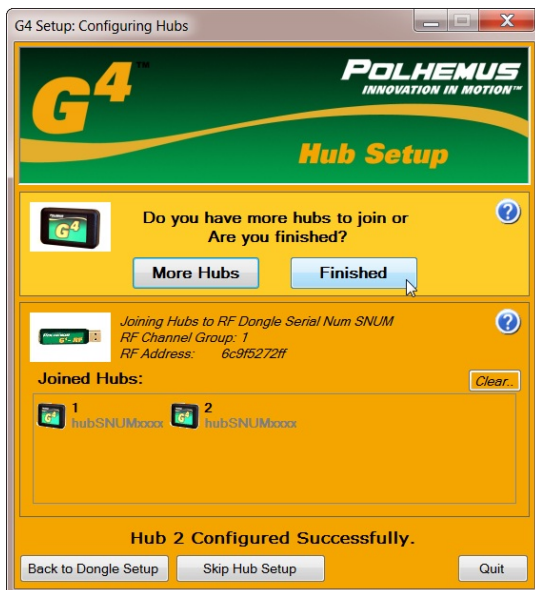 G4 Setup: Configuring Hubs
G4™
POLHEMUS
INNOVATION IN MOTION™
Hub Setup
G4
Do you have more hubs to join or
Are you finished?
?
More Hubs
Finished
G4-RF
Joining Hubs to RF Dongle Serial Num SNUM
RF Channel Group: 1
RF Address: 6c9f5272ff
?
Joined Hubs:
Clear..
1
hubSNUMxxxx
2
hubSNUMxxxx
Hub 2 Configured Successfully.
Back to Dongle Setup
Skip Hub Setup
Quit